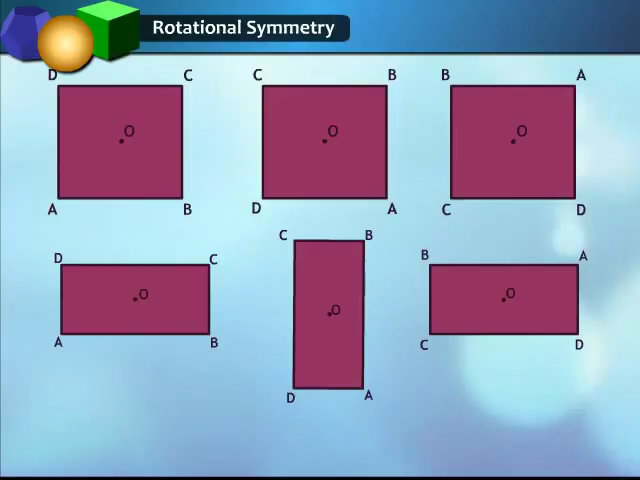 Rotational Symmetry
D C C B B A
O O O
A B D A C D
C B
D C B A
O O O
A B C D
D A